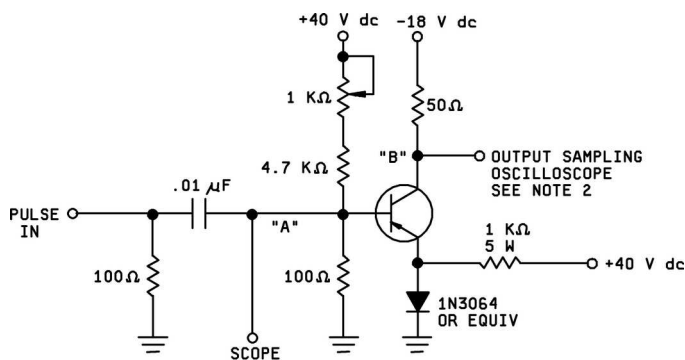 +40 V dc
-18 V dc
1 KΩ
50Ω
4.7 KΩ
"B"
OUTPUT SAMPLING
OSCILLOSCOPE
SEE NOTE 2
.01 µF
PULSE
IN
"A"
1 KΩ
5 W
+40 V dc
100Ω
100Ω
1N3064
OR EQUIV
SCOPE